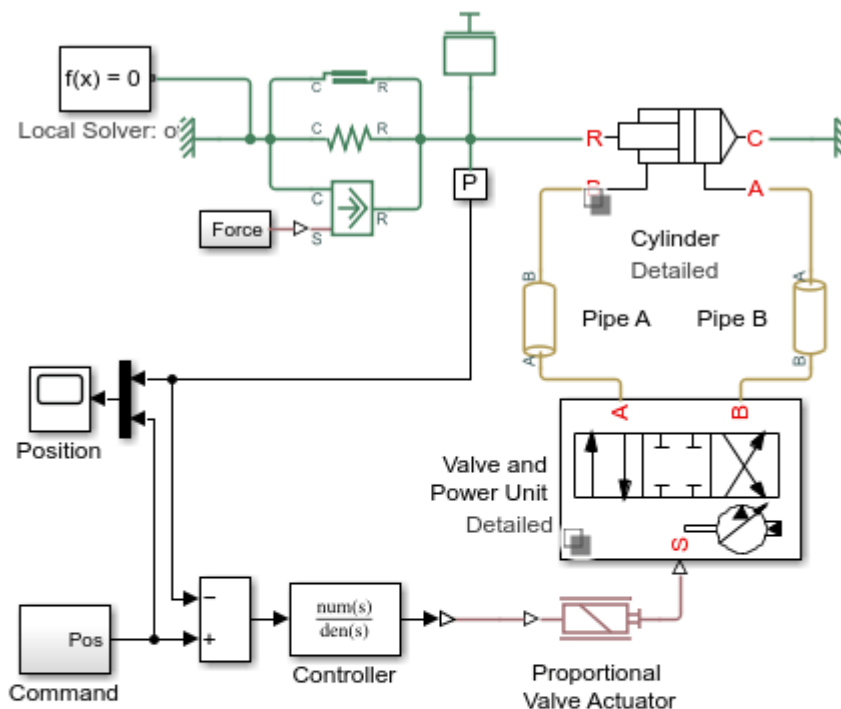 f(x) = 0
Local Solver: o
C
R
C
R
C
R
S
Force
P
R
C
A
Cylinder
Detailed
B
A
Pipe A
Pipe B
A
B
A
B
Valve and
Power Unit
Detailed
S
Position
Pos
Command
−
+
num(s)
den(s)
Controller
Proportional
Valve Actuator